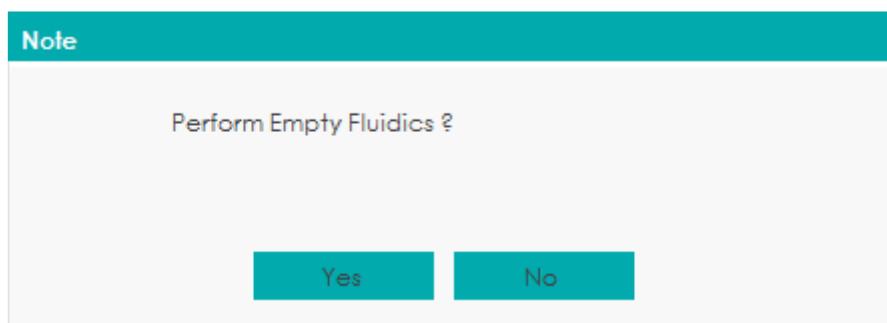 Note
Perform Empty Fluidics ?
Yes No